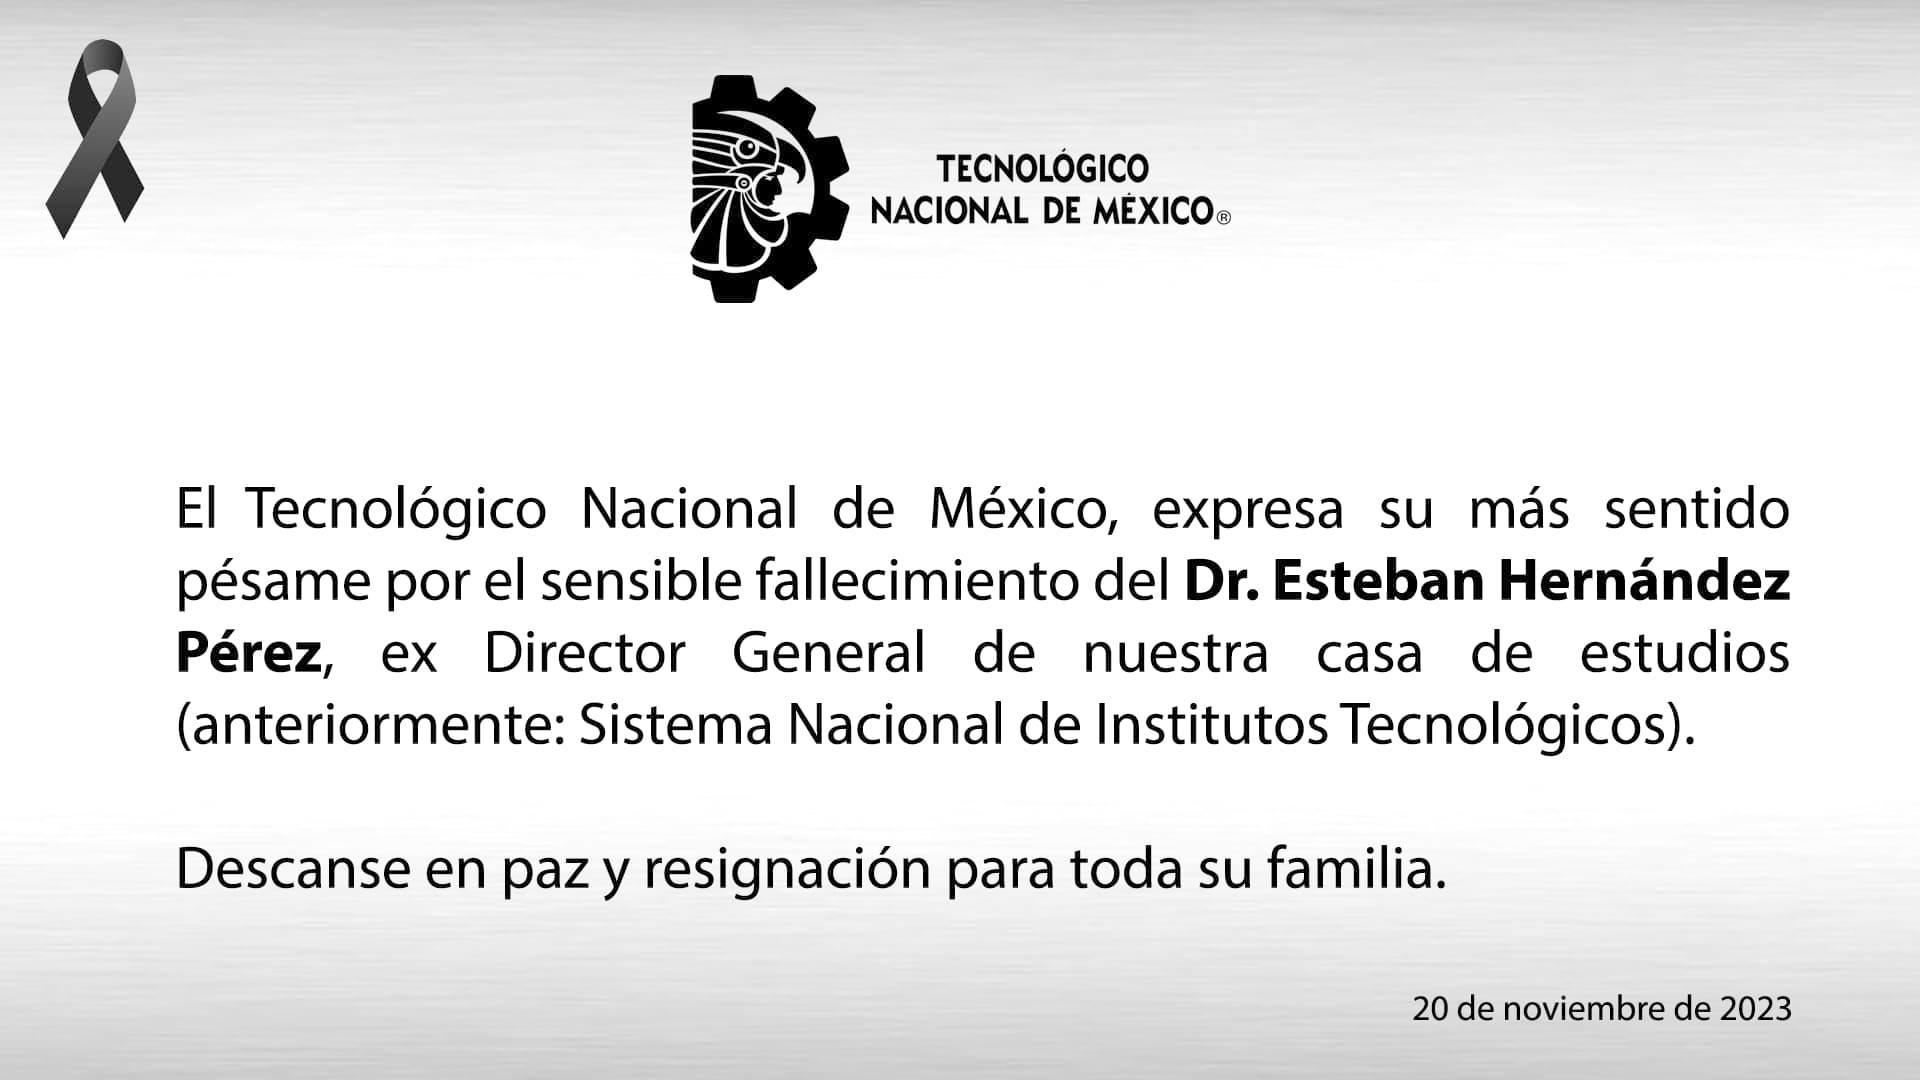 TECNOLÓGICO
NACIONAL DE MÉXICO®
El Tecnológico Nacional de México, expresa su más sentido
pésame por el sensible fallecimiento del Dr. Esteban Hernández
Pérez, ex Director General de nuestra casa de estudios
(anteriormente: Sistema Nacional de Institutos Tecnológicos).
Descanse en paz y resignación para toda su familia.
20 de noviembre de 2023